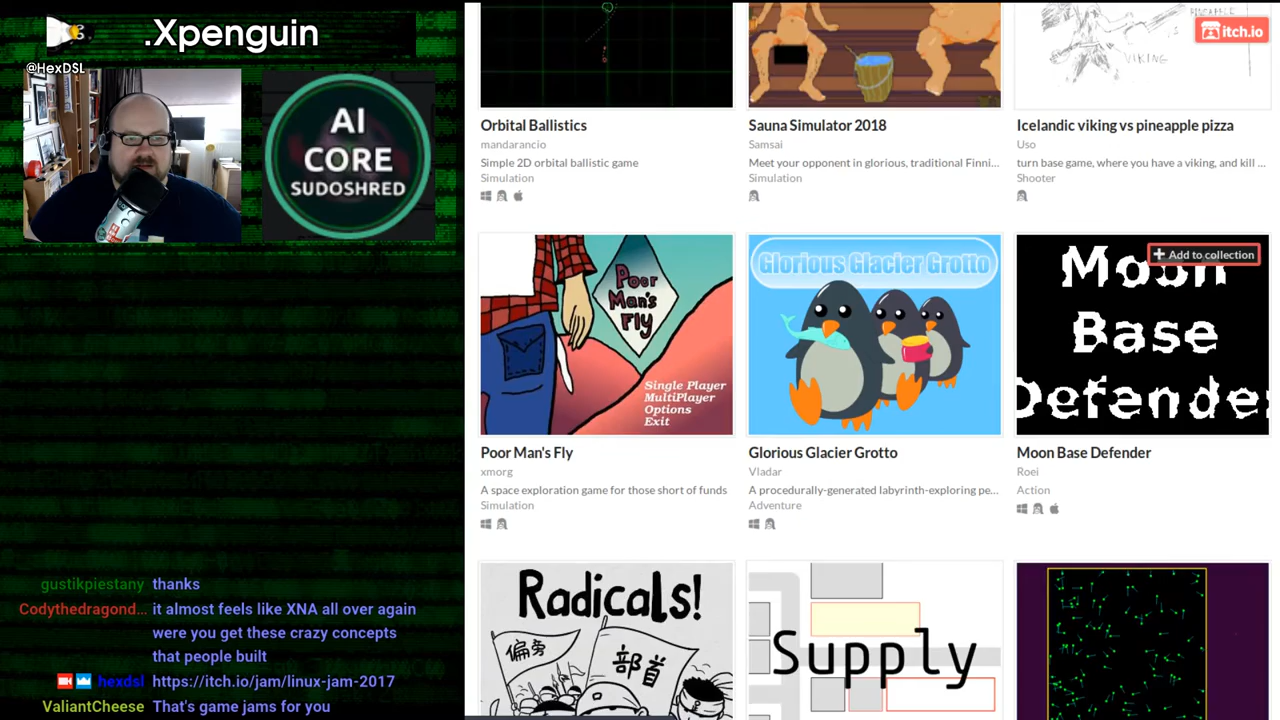 .Xpenguin
@HexDSL
AI
CORE
SUDOSHRED
gustikpiestany thanks
Codythedragond... it almost feels like XNA all over again
were you get these crazy concepts
that people built
hexdsl https://itch.io/jam/linux-jam-2017
ValiantCheese That's game jams for you
itch.io
VIKING
Orbital Ballistics
mandarancio
Simple 2D orbital ballistic game
Simulation
Sauna Simulator 2018
Samsai
Meet your opponent in glorious, traditional Finni...
Simulation
Icelandic viking vs pineapple pizza
Uso
turn base game, where you have a viking, and kill ...
Shooter
Poor
Man's
Fly
Single Player
MultiPlayer
Options
Exit
Poor Man's Fly
xmorg
A space exploration game for those short of funds
Simulation
Glorious Glacier Grotto
Glorious Glacier Grotto
Vladar
A procedurally-generated labyrinth-exploring pe...
Adventure
+ Add to collection
Moon
Base
Defender
Moon Base Defender
Roei
Action
Radicals!
偏旁
部首
Supply